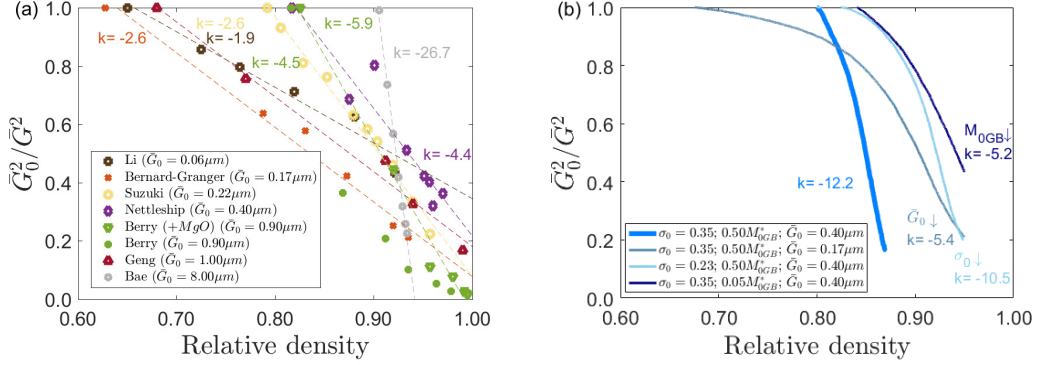 (a)
1.0
0.8
0.6
0.4
0.2
0.0
Ḡ₀²/Ḡ²
k= -2.6
k= -2.6
k= -1.9
k= -4.5
k= -5.9
k= -26.7
k= -4.4
Li (Ḡ₀ = 0.06μm)
Bernard-Granger (Ḡ₀ = 0.17μm)
Suzuki (Ḡ₀ = 0.22μm)
Nettleship (Ḡ₀ = 0.40μm)
Berry (+MgO) (Ḡ₀ = 0.90μm)
Berry (Ḡ₀ = 0.90μm)
Geng (Ḡ₀ = 1.00μm)
Bae (Ḡ₀ = 8.00μm)
0.60 0.70 0.80 0.90 1.00
Relative density
(b)
1.0
0.8
0.6
0.4
0.2
0.0
Ḡ₀²/Ḡ²
M0GB↓
k= -5.2
k= -12.2
Ḡ₀ ↓
k= -5.4
σ₀ ↓
k= -10.5
σ₀ = 0.35; 0.50M*0GB; Ḡ₀ = 0.40μm
σ₀ = 0.35; 0.50M*0GB; Ḡ₀ = 0.17μm
σ₀ = 0.23; 0.50M*0GB; Ḡ₀ = 0.40μm
σ₀ = 0.35; 0.05M*0GB; Ḡ₀ = 0.40μm
0.60 0.70 0.80 0.90 1.00
Relative density